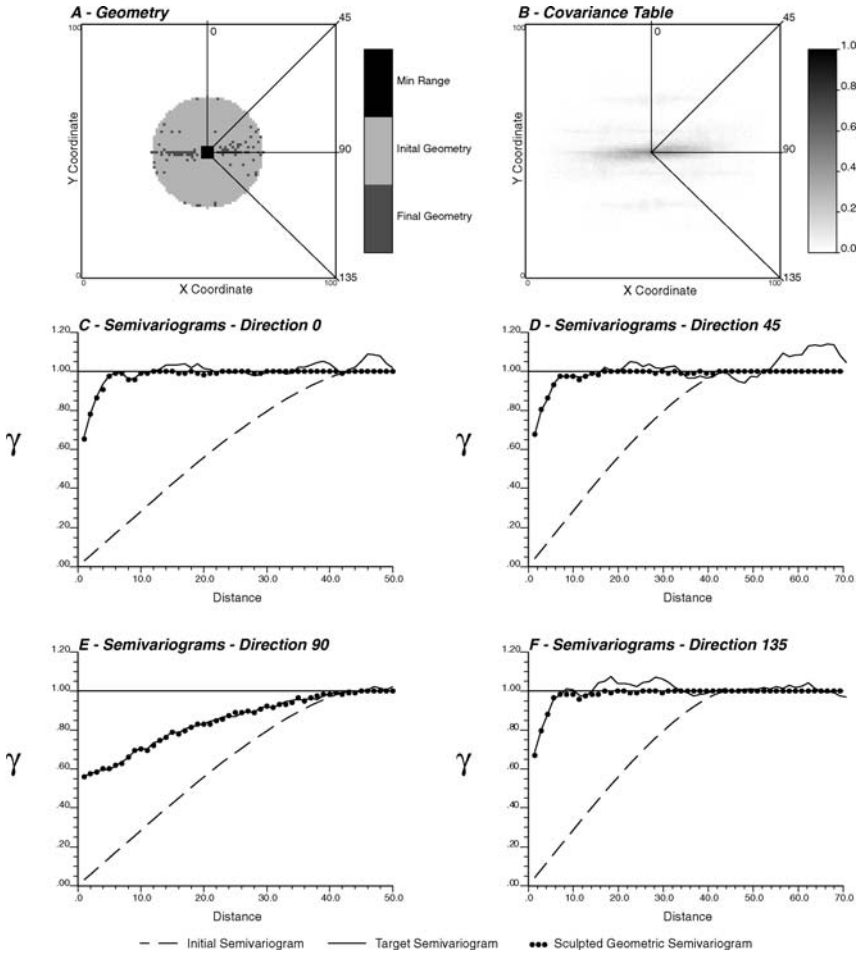 A - Geometry
45
B - Covariance Table
45
100
0
100
0
Min Range
1.0
0.8
Y Coordinate
90
Inital Geometry
Y Coordinate
90
0.6
0.4
Final Geometry
0.2
0.0
0
135
0
135
0
X Coordinate
100
0
X Coordinate
100
C - Semivariograms - Direction 0
D - Semivariograms - Direction 45
1.20
1.20
1.00
1.00
.80
.80
γ
.60
γ
.60
.40
.40
.20
.20
.00
.00
.0 10.0 20.0 30.0 40.0 50.0
.0 10.0 20.0 30.0 40.0 50.0 60.0 70.0
Distance
Distance
E - Semivariograms - Direction 90
F - Semivariograms - Direction 135
1.20
1.20
1.00
1.00
.80
.80
γ
.60
γ
.60
.40
.40
.20
.20
.00
.00
.0 10.0 20.0 30.0 40.0 50.0
.0 10.0 20.0 30.0 40.0 50.0 60.0 70.0
Distance
Distance
Initial Semivariogram
Target Semivariogram
Sculpted Geometric Semivariogram